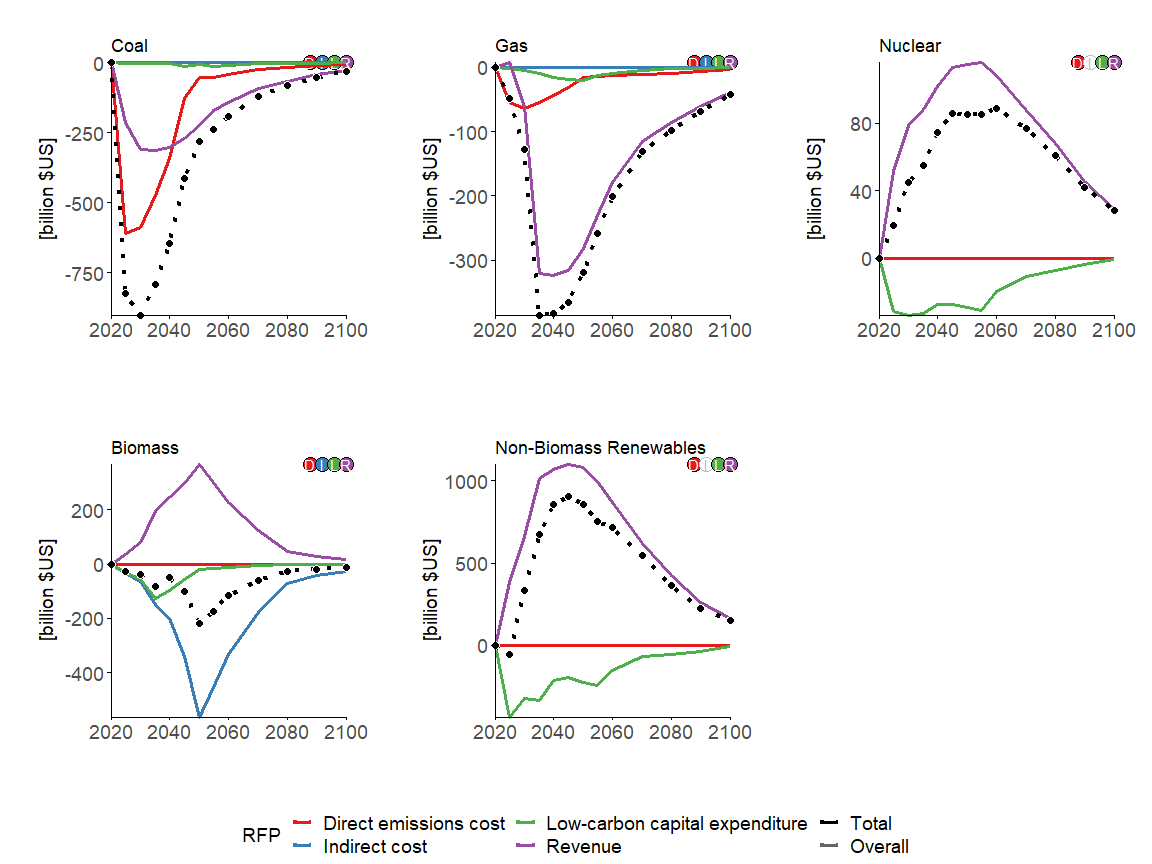 Coal
D I L R
0
-250
-500
-750
[billion $US]
2020 2040 2060 2080 2100
Gas
D I L R
0
-100
-200
-300
[billion $US]
2020 2040 2060 2080 2100
Nuclear
D I L R
80
40
0
[billion $US]
2020 2040 2060 2080 2100
Biomass
D I L R
200
0
-200
-400
[billion $US]
2020 2040 2060 2080 2100
Non-Biomass Renewables
D I L R
1000
500
0
[billion $US]
2020 2040 2060 2080 2100
RFP
Direct emissions cost
Low-carbon capital expenditure
Total
Indirect cost
Revenue
Overall